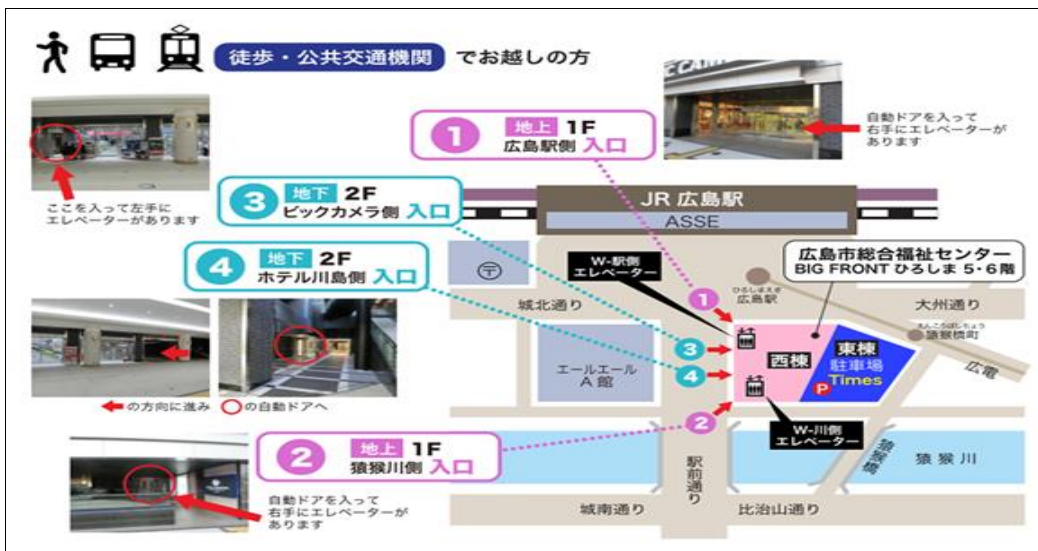 徒歩・公共交通機関 でお越しの方
自動ドアを入って
右手にエレベーターが
あります
1
地上 1F
広島駅側 入口
ここを入って左手に
エレベーターがあります
3
地下 2F
ビックカメラ側 入口
4
地下 2F
ホテル川島側 入口
←の方向に進み ○の自動ドアへ
2
地上 1F
猿猴川側 入口
自動ドアを入って
右手にエレベーターが
あります
JR 広島駅
ASSE
〒
W-駅側
エレベーター
広島市総合福祉センター
BIG FRONT ひろしま 5・6階
ひろしまえき
広島駅
城北通り
大州通り
えんこうばしちょう
猿猴橋町
1
3
4
2
西棟
東棟
駐車場
Times
P
広電
エールエール
A館
W-川側
エレベーター
猿猴橋
猿猴川
駅前通り
城南通り
比治山通り